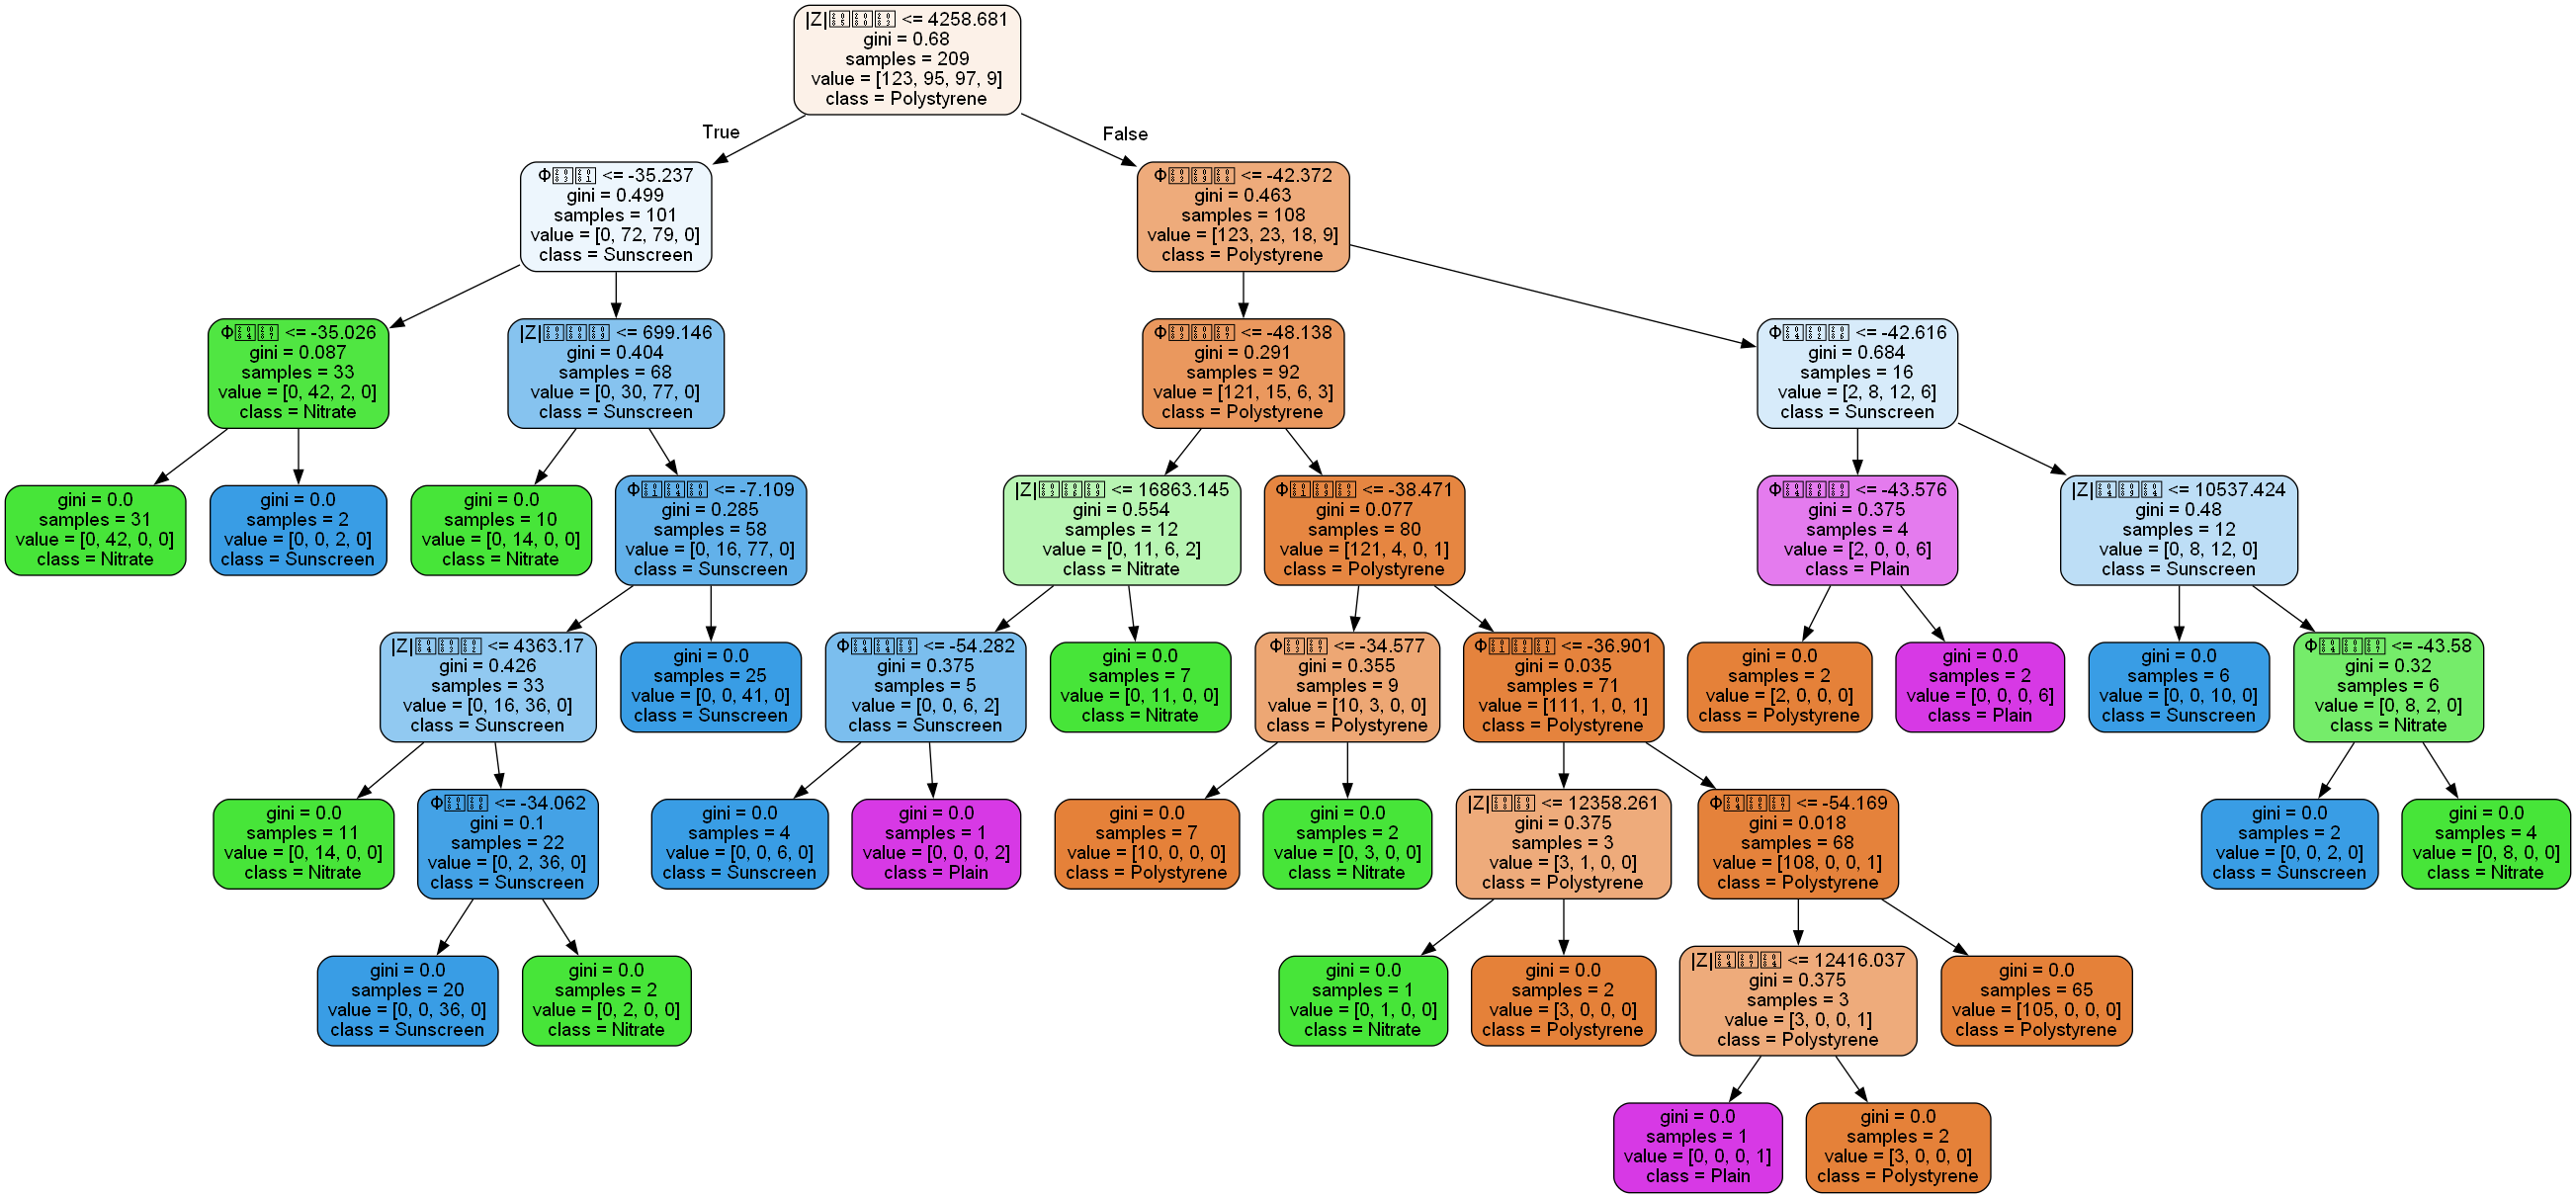 |Z| <= 4258.681
gini = 0.68
samples = 209
value = [123, 95, 97, 9]
class = Polystyrene
True
False
Φ <= -35.237
gini = 0.499
samples = 101
value = [0, 72, 79, 0]
class = Sunscreen
Φ <= -42.372
gini = 0.463
samples = 108
value = [123, 23, 18, 9]
class = Polystyrene
Φ <= -35.026
gini = 0.087
samples = 33
value = [0, 42, 2, 0]
class = Nitrate
|Z| <= 699.146
gini = 0.404
samples = 68
value = [0, 30, 77, 0]
class = Sunscreen
Φ <= -48.138
gini = 0.291
samples = 92
value = [121, 15, 6, 3]
class = Polystyrene
Φ <= -42.616
gini = 0.684
samples = 16
value = [2, 8, 12, 6]
class = Sunscreen
gini = 0.0
samples = 31
value = [0, 42, 0, 0]
class = Nitrate
gini = 0.0
samples = 2
value = [0, 0, 2, 0]
class = Sunscreen
gini = 0.0
samples = 10
value = [0, 14, 0, 0]
class = Nitrate
Φ <= -7.109
gini = 0.285
samples = 58
value = [0, 16, 77, 0]
class = Sunscreen
|Z| <= 16863.145
gini = 0.554
samples = 12
value = [0, 11, 6, 2]
class = Nitrate
Φ <= -38.471
gini = 0.077
samples = 80
value = [121, 4, 0, 1]
class = Polystyrene
Φ <= -43.576
gini = 0.375
samples = 4
value = [2, 0, 0, 6]
class = Plain
|Z| <= 10537.424
gini = 0.48
samples = 12
value = [0, 8, 12, 0]
class = Sunscreen
|Z| <= 4363.17
gini = 0.426
samples = 33
value = [0, 16, 36, 0]
class = Sunscreen
gini = 0.0
samples = 25
value = [0, 0, 41, 0]
class = Sunscreen
Φ <= -54.282
gini = 0.375
samples = 5
value = [0, 0, 6, 2]
class = Sunscreen
gini = 0.0
samples = 7
value = [0, 11, 0, 0]
class = Nitrate
Φ <= -34.577
gini = 0.355
samples = 9
value = [10, 3, 0, 0]
class = Polystyrene
Φ <= -36.901
gini = 0.035
samples = 71
value = [111, 1, 0, 1]
class = Polystyrene
gini = 0.0
samples = 2
value = [2, 0, 0, 0]
class = Polystyrene
gini = 0.0
samples = 2
value = [0, 0, 0, 6]
class = Plain
gini = 0.0
samples = 6
value = [0, 0, 10, 0]
class = Sunscreen
Φ <= -43.58
gini = 0.32
samples = 6
value = [0, 8, 2, 0]
class = Nitrate
gini = 0.0
samples = 11
value = [0, 14, 0, 0]
class = Nitrate
Φ <= -34.062
gini = 0.1
samples = 22
value = [0, 2, 36, 0]
class = Sunscreen
gini = 0.0
samples = 4
value = [0, 0, 6, 0]
class = Sunscreen
gini = 0.0
samples = 1
value = [0, 0, 0, 2]
class = Plain
gini = 0.0
samples = 7
value = [10, 0, 0, 0]
class = Polystyrene
gini = 0.0
samples = 2
value = [0, 3, 0, 0]
class = Nitrate
|Z| <= 12358.261
gini = 0.375
samples = 3
value = [3, 1, 0, 0]
class = Polystyrene
Φ <= -54.169
gini = 0.018
samples = 68
value = [108, 0, 0, 1]
class = Polystyrene
gini = 0.0
samples = 2
value = [0, 0, 2, 0]
class = Sunscreen
gini = 0.0
samples = 4
value = [0, 8, 0, 0]
class = Nitrate
gini = 0.0
samples = 20
value = [0, 0, 36, 0]
class = Sunscreen
gini = 0.0
samples = 2
value = [0, 2, 0, 0]
class = Nitrate
gini = 0.0
samples = 1
value = [0, 1, 0, 0]
class = Nitrate
gini = 0.0
samples = 2
value = [3, 0, 0, 0]
class = Polystyrene
|Z| <= 12416.037
gini = 0.375
samples = 3
value = [3, 0, 0, 1]
class = Polystyrene
gini = 0.0
samples = 65
value = [105, 0, 0, 0]
class = Polystyrene
gini = 0.0
samples = 1
value = [0, 0, 0, 1]
class = Plain
gini = 0.0
samples = 2
value = [3, 0, 0, 0]
class = Polystyrene